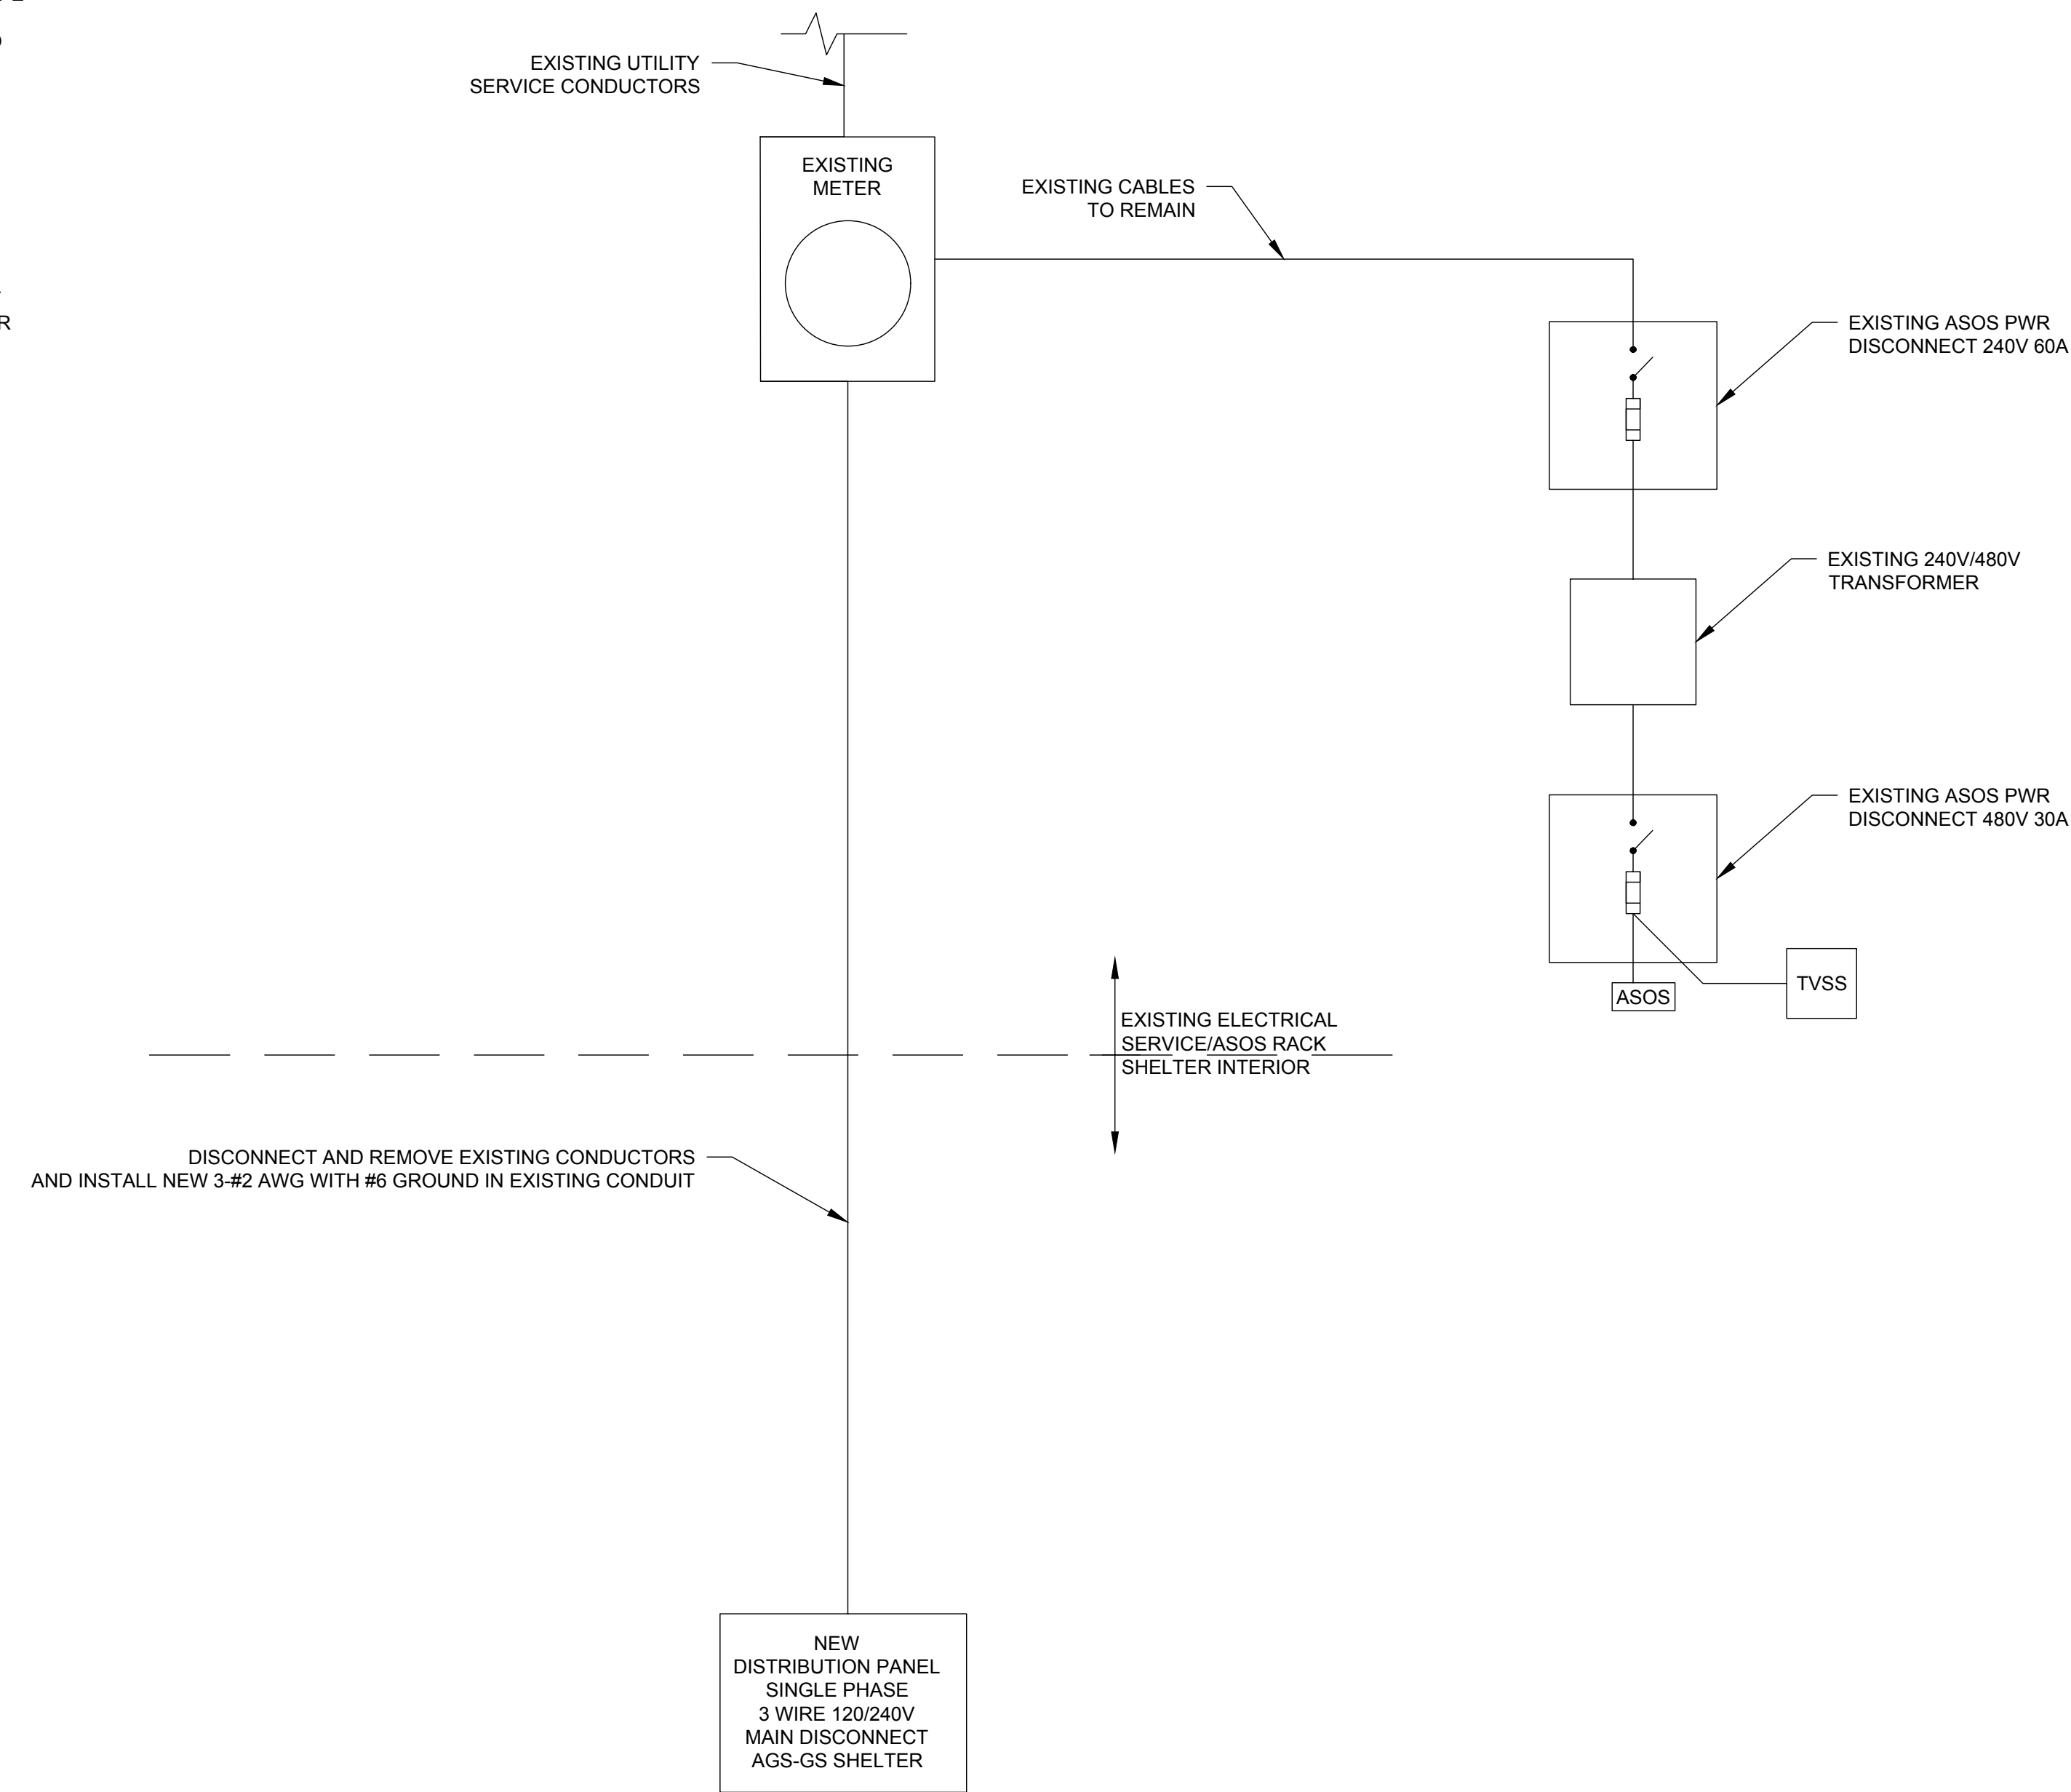 EXISTING UTILITY
SERVICE CONDUCTORS
EXISTING
METER
EXISTING CABLES
TO REMAIN
EXISTING ASOS PWR
DISCONNECT 240V 60A
EXISTING 240V/480V
TRANSFORMER
EXISTING ASOS PWR
DISCONNECT 480V 30A
TVSS
ASOS
EXISTING ELECTRICAL
SERVICE/ASOS RACK
SHELTER INTERIOR
DISCONNECT AND REMOVE EXISTING CONDUCTORS
AND INSTALL NEW 3-#2 AWG WITH #6 GROUND IN EXISTING CONDUIT
NEW
DISTRIBUTION PANEL
SINGLE PHASE
3 WIRE 120/240V
MAIN DISCONNECT
AGS-GS SHELTER